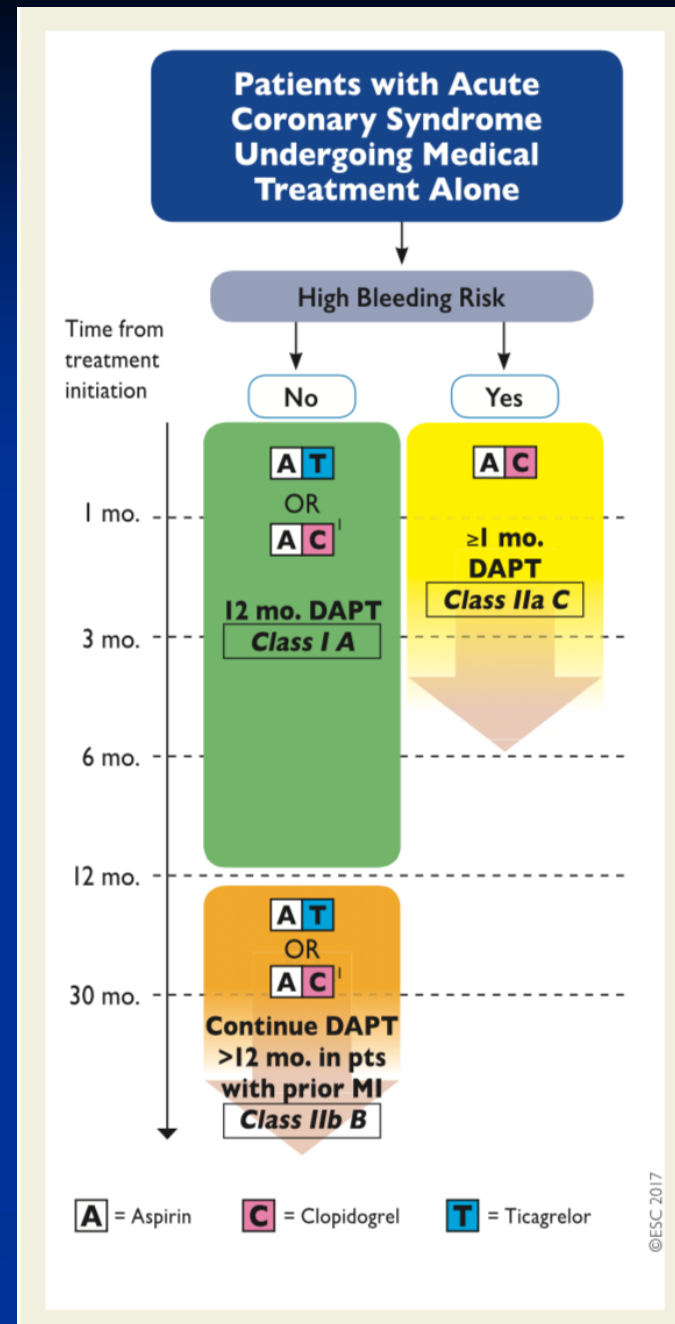 Patients with Acute
Coronary Syndrome
Undergoing Medical
Treatment Alone
High Bleeding Risk
Time from
treatment
initiation
No
Yes
A T
OR
A C ¹
12 mo. DAPT
Class I A
A C
≥1 mo.
DAPT
Class IIa C
1 mo.
3 mo.
6 mo.
12 mo.
30 mo.
A T
OR
A C ¹
Continue DAPT
>12 mo. in pts
with prior MI
Class IIb B
A = Aspirin
C = Clopidogrel
T = Ticagrelor
©ESC 2017